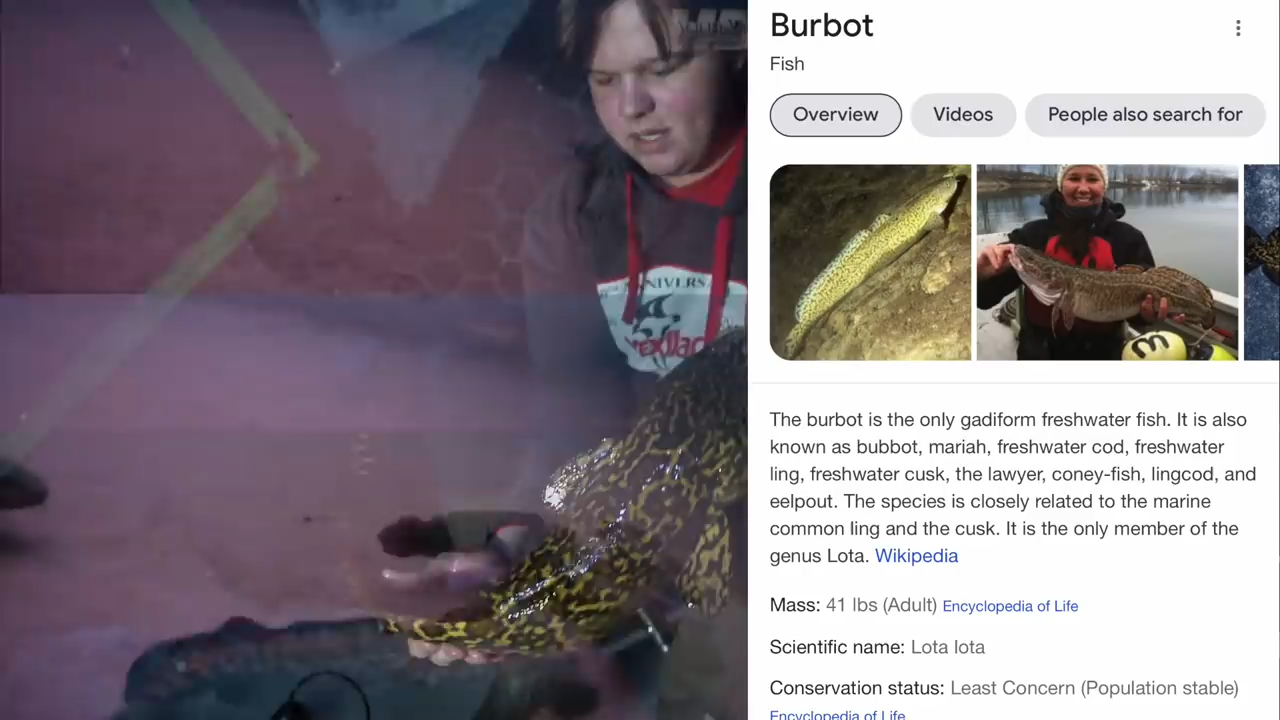 Burbot
Fish
Overview
Videos
People also search for
The burbot is the only gadiform freshwater fish. It is also
known as bubbot, mariah, freshwater cod, freshwater
ling, freshwater cusk, the lawyer, coney-fish, lingcod, and
eelpout. The species is closely related to the marine
common ling and the cusk. It is the only member of the
genus Lota. Wikipedia
Mass: 41 lbs (Adult) Encyclopedia of Life
Scientific name: Lota lota
Conservation status: Least Concern (Population stable)
Encyclopedia of Life